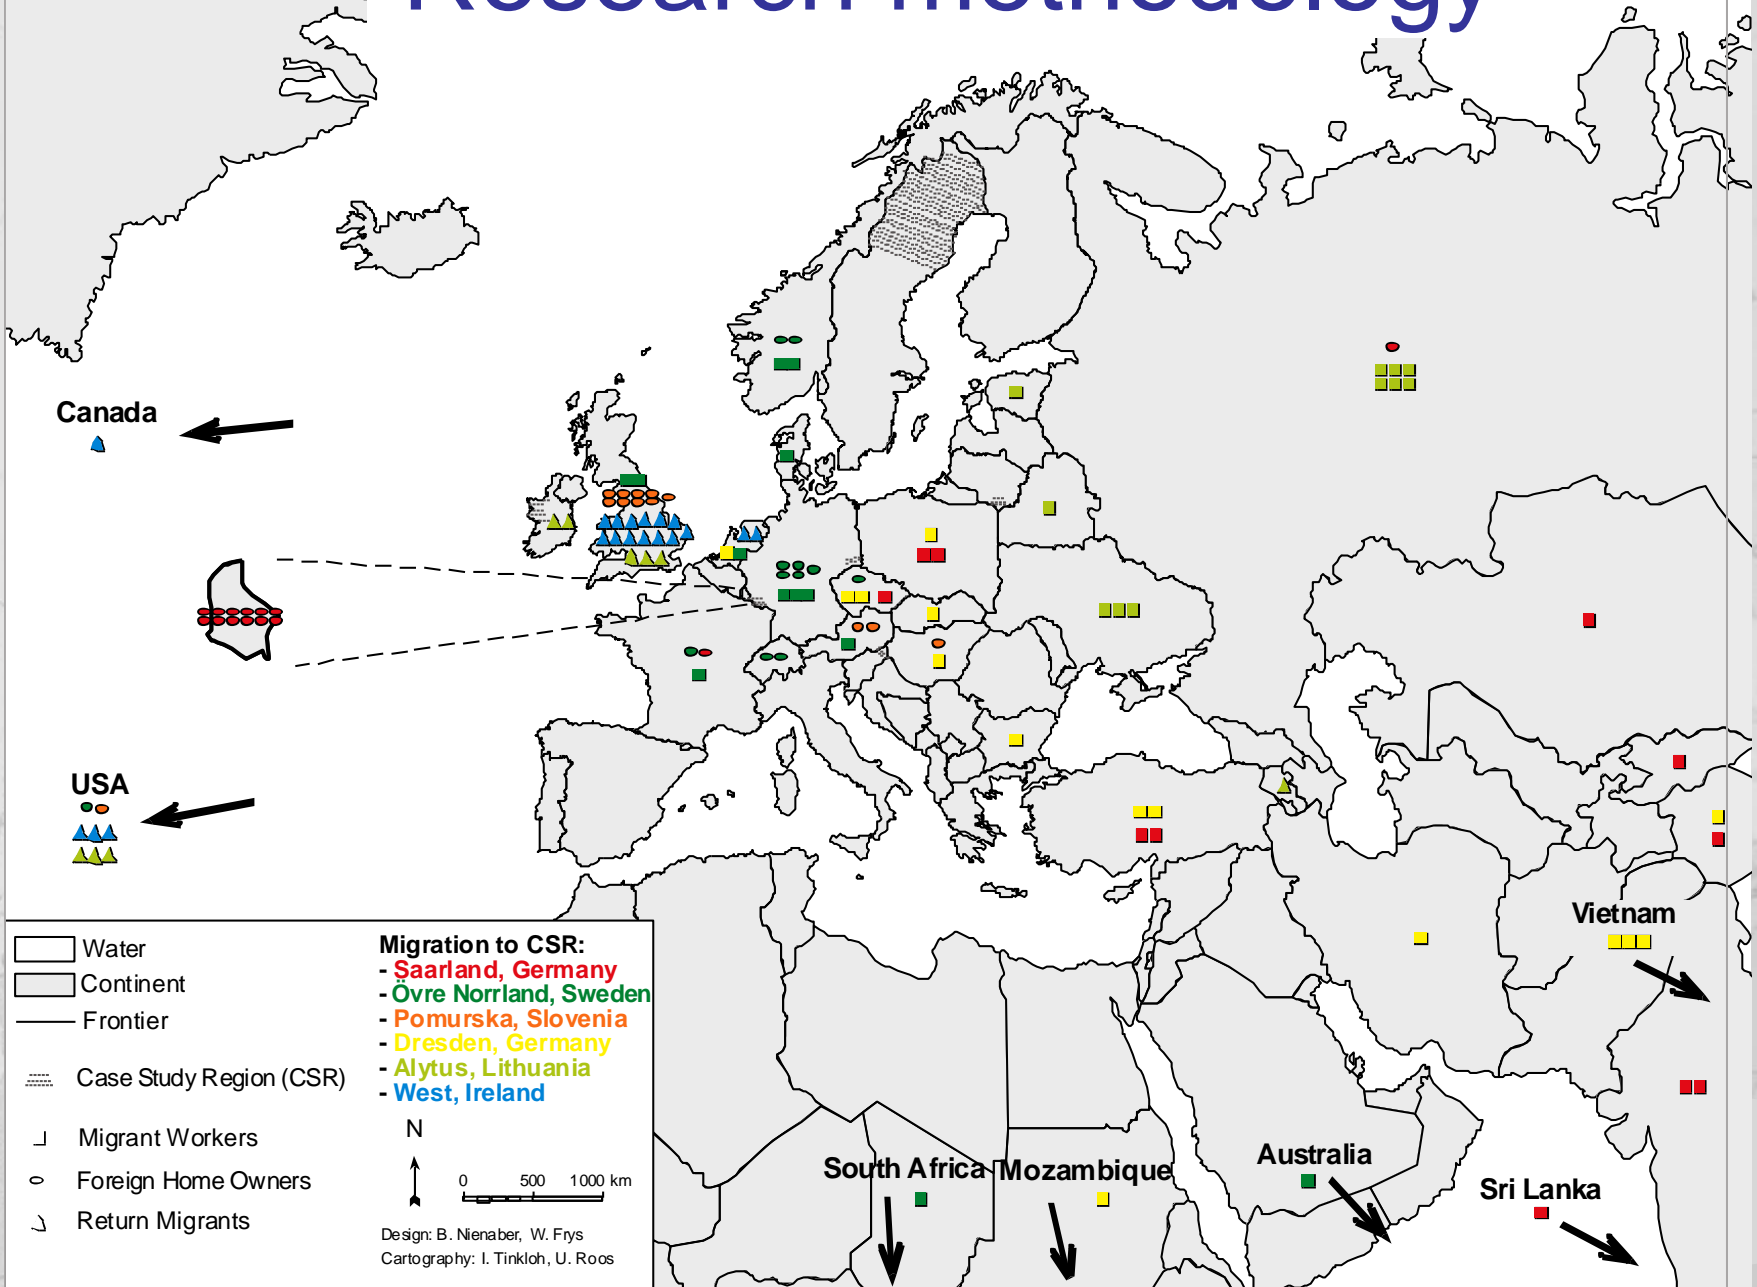 Research methodology
Canada
USA
Vietnam
South Africa
Mozambique
Australia
Sri Lanka
Water
Continent
Frontier
Case Study Region (CSR)
Migrant Workers
Foreign Home Owners
Return Migrants
Migration to CSR:
- Saarland, Germany
- Övre Norrland, Sweden
- Pomurska, Slovenia
- Dresden, Germany
- Alytus, Lithuania
- West, Ireland
N
0 500 1000 km
Design: B. Nienaber, W. Frys
Cartography: I. Tinkloh, U. Roos